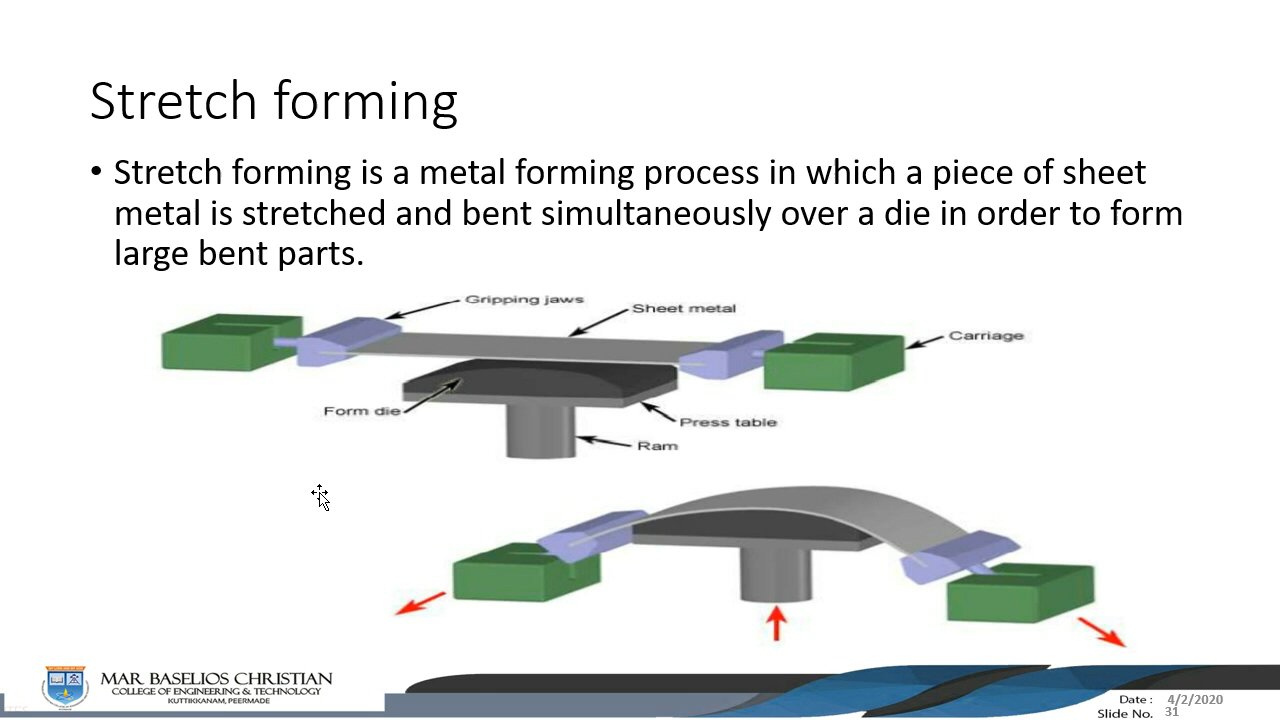 Stretch forming
• Stretch forming is a metal forming process in which a piece of sheet
metal is stretched and bent simultaneously over a die in order to form
large bent parts.
Gripping jaws
Sheet metal
Carriage
Form die
Press table
Ram
MAR BASELIOS CHRISTIAN
COLLEGE OF ENGINEERING & TECHNOLOGY
KUTTIKKANAM, PEERMADE
Date : 4/2/2020
Slide No. 31